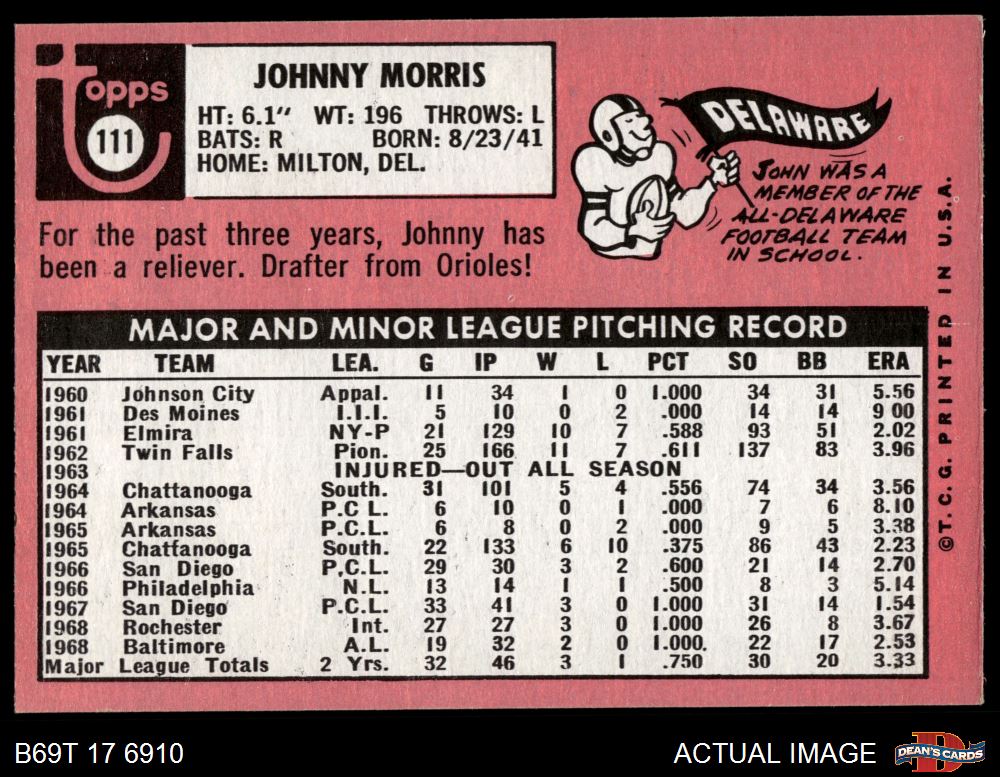 topps
111
JOHNNY MORRIS
HT: 6.1" WT: 196 THROWS: L
BATS: R BORN: 8/23/41
HOME: MILTON, DEL.
DELAWARE
JOHN WAS A
MEMBER OF THE
ALL-DELAWARE
FOOTBALL TEAM
IN SCHOOL.
For the past three years, Johnny has
been a reliever. Drafter from Orioles!
MAJOR AND MINOR LEAGUE PITCHING RECORD
YEAR TEAM LEA. G IP W L PCT SO BB ERA
1960 Johnson City Appal. 11 34 1 0 1.000 34 31 5.56
1961 Des Moines I.I.I. 5 10 0 2 .000 14 14 9 00
1961 Elmira NY-P 21 129 10 7 .588 93 51 2.02
1962 Twin Falls Pion. 25 166 11 7 .611 137 83 3.96
1963 INJURED—OUT ALL SEASON
1964 Chattanooga South. 31 101 5 4 .556 74 34 3.56
1964 Arkansas P.C L. 6 10 0 1 .000 7 6 8.10
1965 Arkansas P.C.L. 6 8 0 2 .000 9 5 3.38
1965 Chattanooga South. 22 133 6 10 .375 86 43 2.23
1966 San Diego P.C.L. 29 30 3 2 .600 21 14 2.70
1966 Philadelphia N.L. 13 14 1 1 .500 8 3 5.14
1967 San Diego P.C.L. 33 41 3 0 1.000 31 14 1.54
1968 Rochester Int. 27 27 3 0 1.000 26 8 3.67
1968 Baltimore A.L. 19 32 2 0 1.000. 22 17 2.53
Major League Totals 2 Yrs. 32 46 3 1 .750 30 20 3.33
©T. C. G. PRINTED IN U.S.A.
B69T 17 6910
ACTUAL IMAGE
DEAN'S CARDS